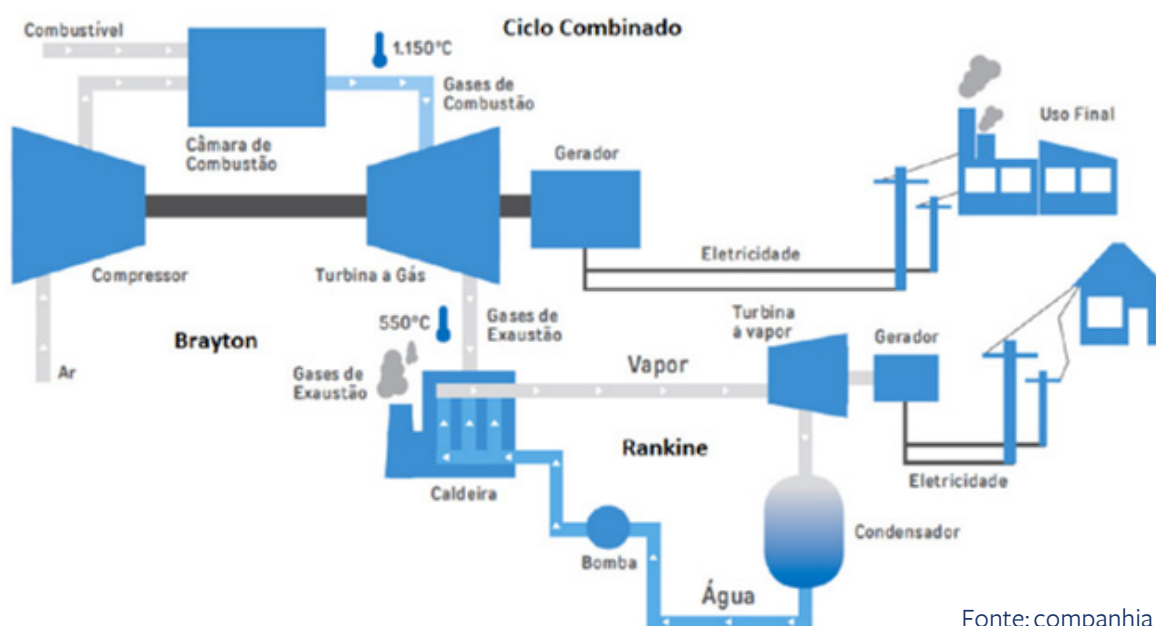 Ciclo Combinado
Combustível
1.150°C
Gases de
Combustão
Câmara de
Combustão
Gerador
Uso Final
Compressor
Turbina a Gás
Eletricidade
Ar
Brayton
550°C
Gases de
Exaustão
Gases de
Exaustão
Vapor
Turbina
à vapor
Gerador
Rankine
Caldeira
Eletricidade
Condensador
Bomba
Água
Fonte: companhia